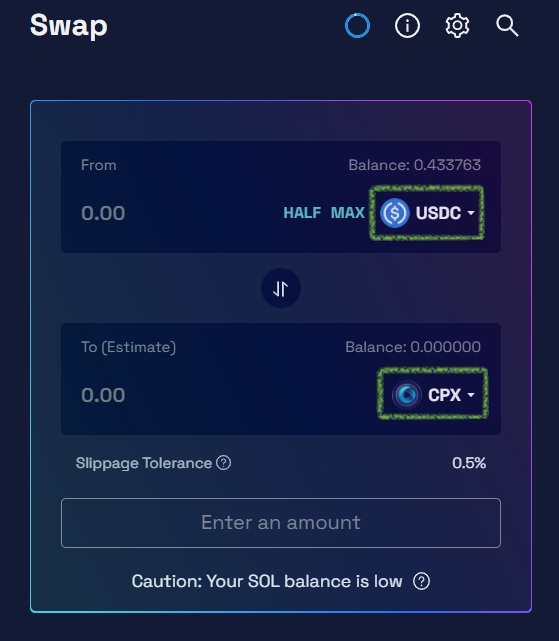 Swap
From Balance: 0.433763
0.00 HALF MAX USDC
To (Estimate) Balance: 0.000000
0.00 CPX
Slippage Tolerance 0.5%
Enter an amount
Caution: Your SOL balance is low